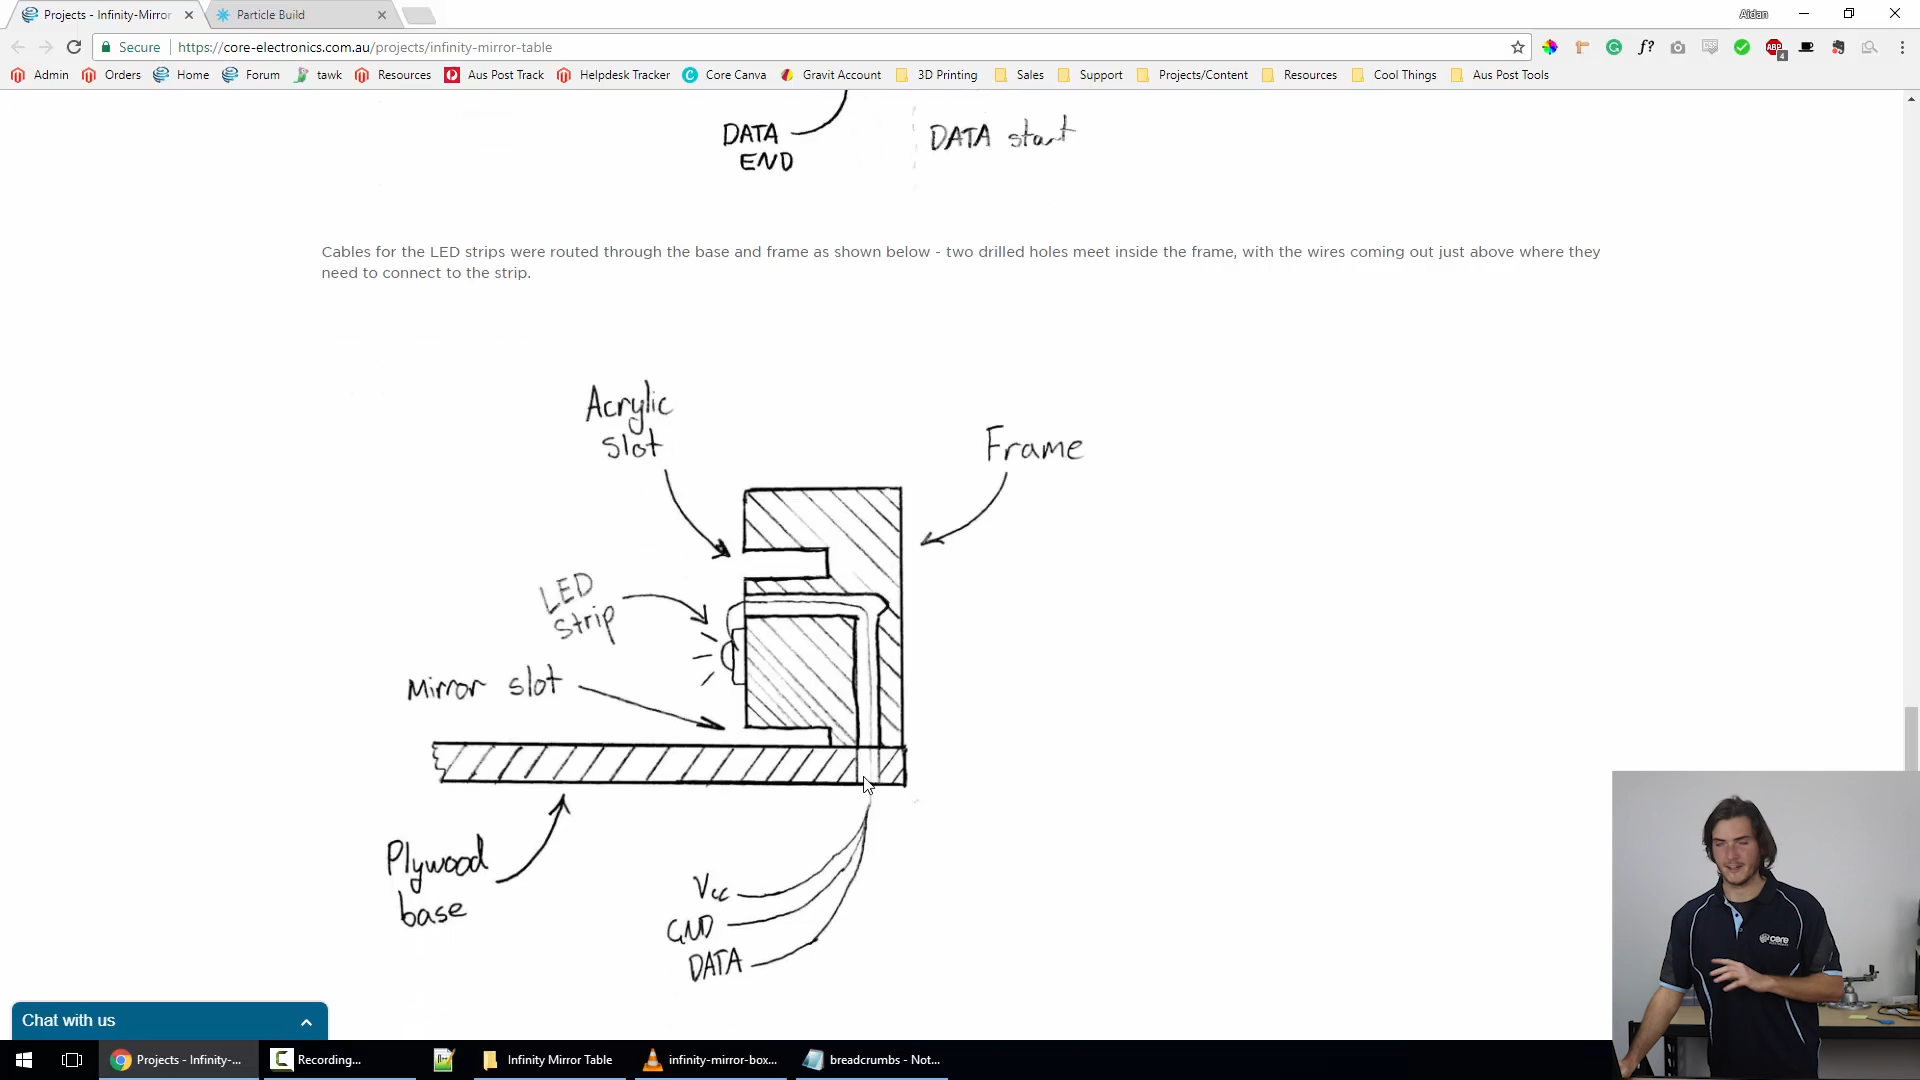 Projects - Infinity-Mirror
Particle Build
Aidan
Secure
https://core-electronics.com.au/projects/infinity-mirror-table
Admin
Orders
Home
Forum
tawk
Resources
Aus Post Track
Helpdesk Tracker
Core Canva
Gravit Account
3D Printing
Sales
Support
Projects/Content
Resources
Cool Things
Aus Post Tools
DATA
END
DATA start
Cables for the LED strips were routed through the base and frame as shown below - two drilled holes meet inside the frame, with the wires coming out just above where they
need to connect to the strip.
Acrylic
slot
Frame
LED
strip
Mirror slot
Plywood
base
Vcc
GND
DATA
core
Chat with us
Projects - Infinity-...
Recording...
Infinity Mirror Table
infinity-mirror-box...
breadcrumbs - Not...